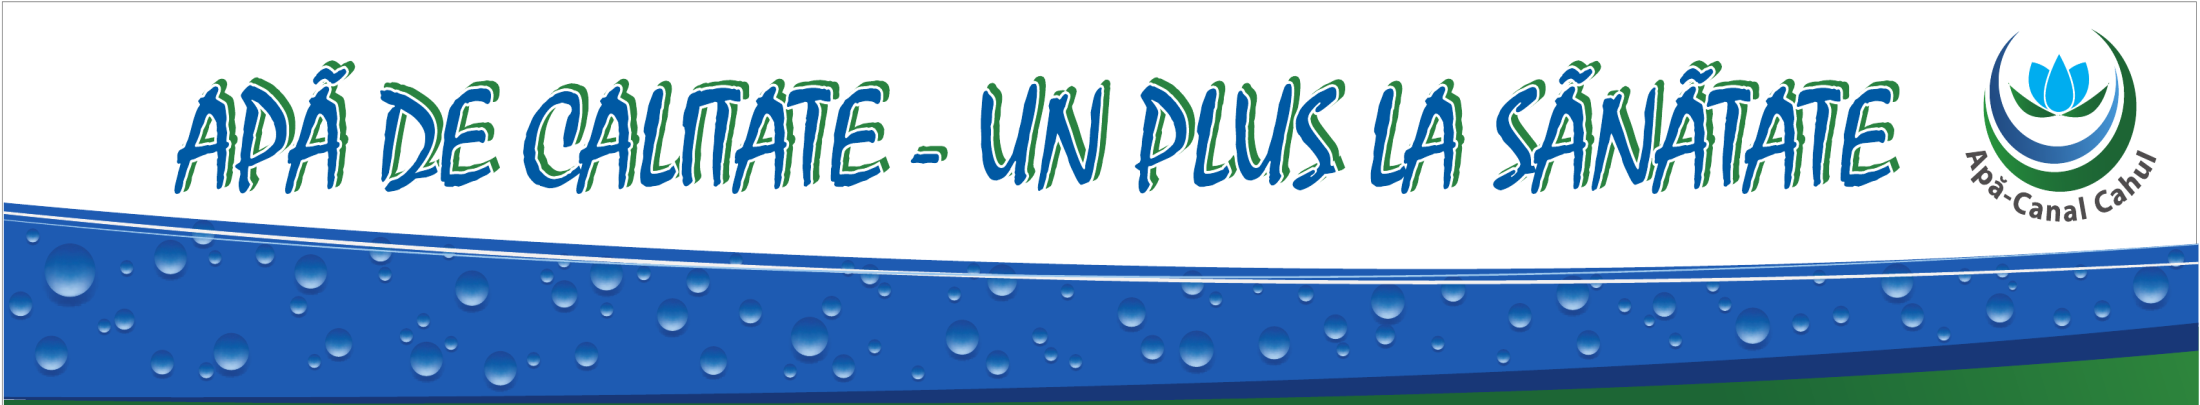 APÃ DE CALITATE - UN PLUS LA SÃNÃTATE
Apă-Canal Cahul